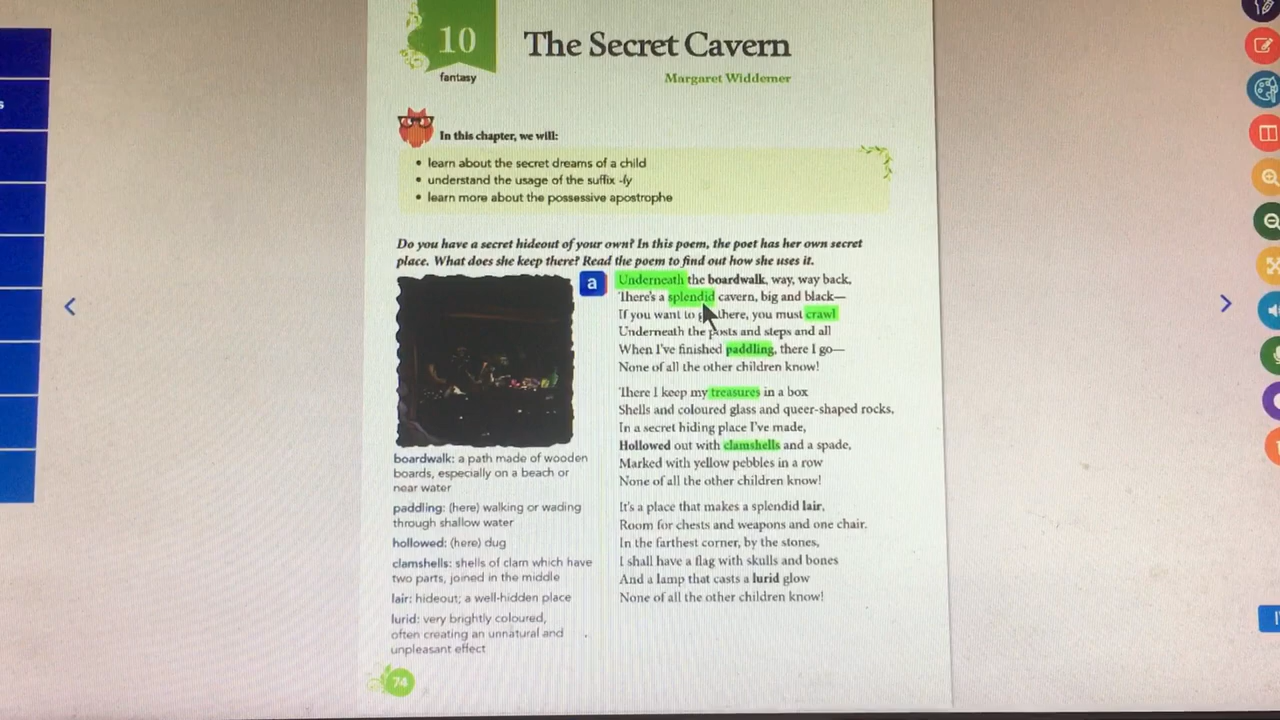 10
fantasy
The Secret Cavern
Margaret Widdemer
In this chapter, we will:
• learn about the secret dreams of a child
• understand the usage of the suffix -ly
• learn more about the possessive apostrophe
Do you have a secret hideout of your own? In this poem, the poet has her own secret
place. What does she keep there? Read the poem to find out how she uses it.
a
Underneath the boardwalk, way, way back,
There's a splendid cavern, big and black—
If you want to there, you must crawl
Underneath the posts and steps and all
When I've finished paddling, there I go—
None of all the other children know!
There I keep my treasures in a box
Shells and coloured glass and queer-shaped rocks,
In a secret hiding place I've made,
Hollowed out with clamshells and a spade,
Marked with yellow pebbles in a row
None of all the other children know!
It's a place that makes a splendid lair,
Room for chests and weapons and one chair.
In the farthest corner, by the stones,
I shall have a flag with skulls and bones
And a lamp that casts a lurid glow
None of all the other children know!
boardwalk: a path made of wooden
boards, especially on a beach or
near water
paddling: (here) walking or wading
through shallow water
hollowed: (here) dug
clamshells: shells of clam which have
two parts, joined in the middle
lair: hideout; a well-hidden place
lurid: very brightly coloured,
often creating an unnatural and
unpleasant effect
74
s